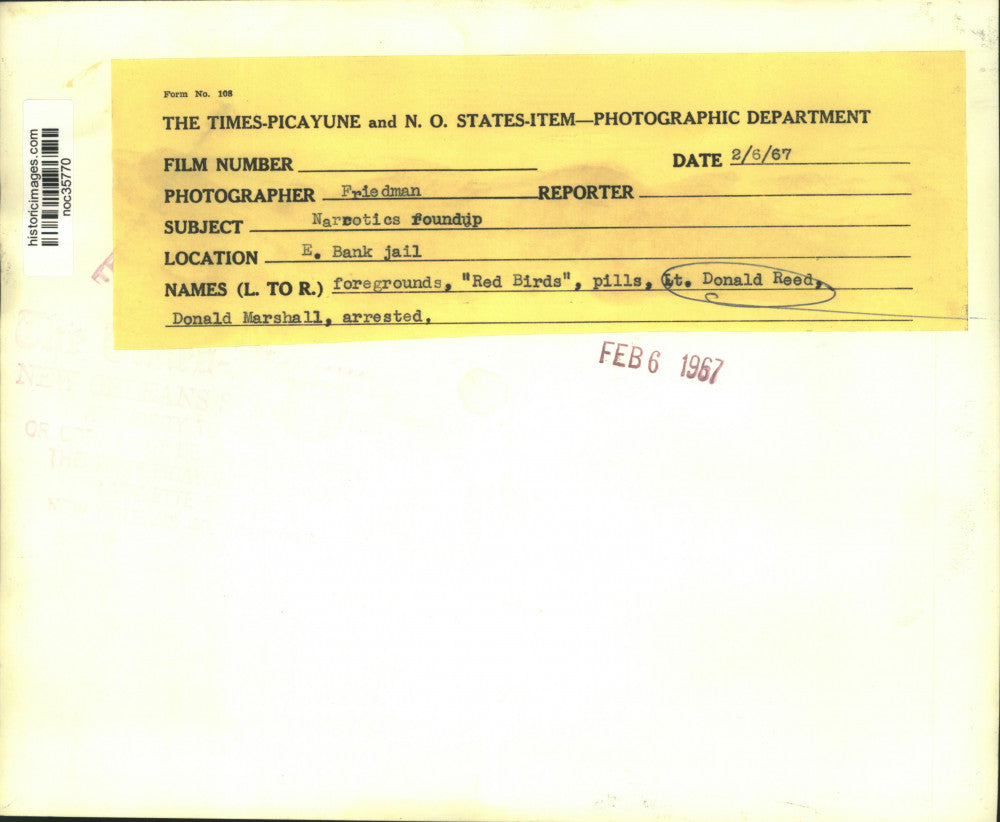 Form No. 108
THE TIMES-PICAYUNE and N. O. STATES-ITEM—PHOTOGRAPHIC DEPARTMENT
FILM NUMBER
DATE 2/6/67
PHOTOGRAPHER Friedman REPORTER
SUBJECT Narcotics roundup
LOCATION E. Bank jail
NAMES (L. TO R.) foregrounds, "Red Birds", pills, Lt. Donald Reed,
Donald Marshall, arrested.
historicimages.com
noc35770
FEB 6 1967